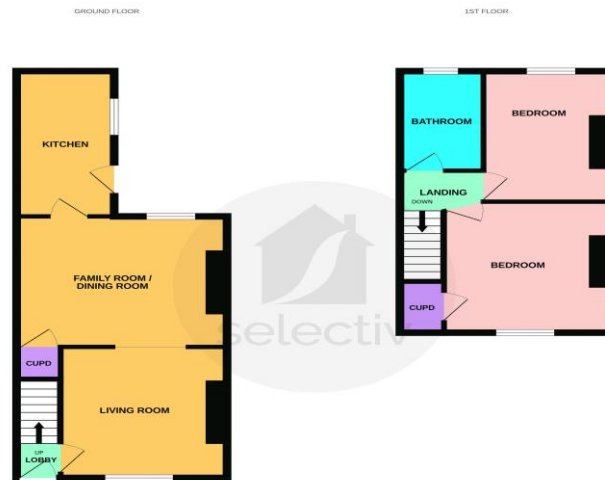 GROUND FLOOR
1ST FLOOR
KITCHEN
FAMILY ROOM /
DINING ROOM
CUPD
LIVING ROOM
UP
LOBBY
BATHROOM
BEDROOM
LANDING
DOWN
BEDROOM
CUPD
selectiv